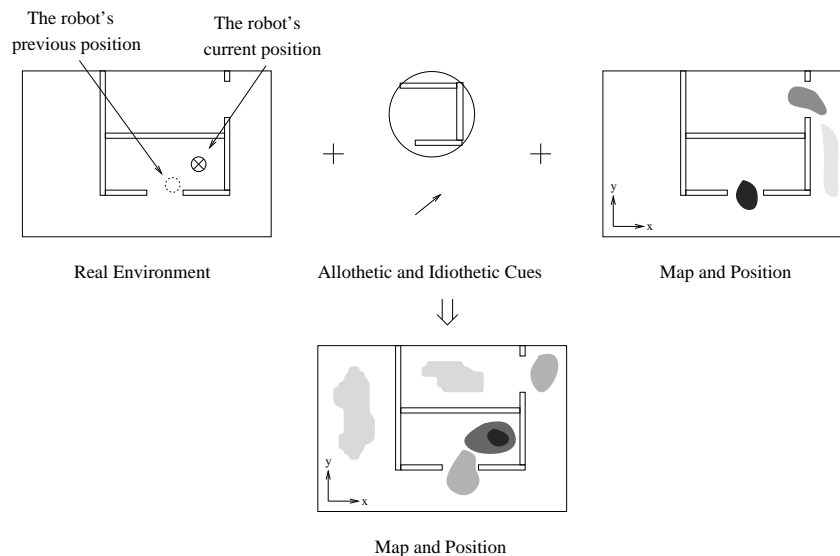 The robot's
previous position
The robot's
current position
y
x
Real Environment
Allothetic and Idiothetic Cues
Map and Position
y
x
Map and Position